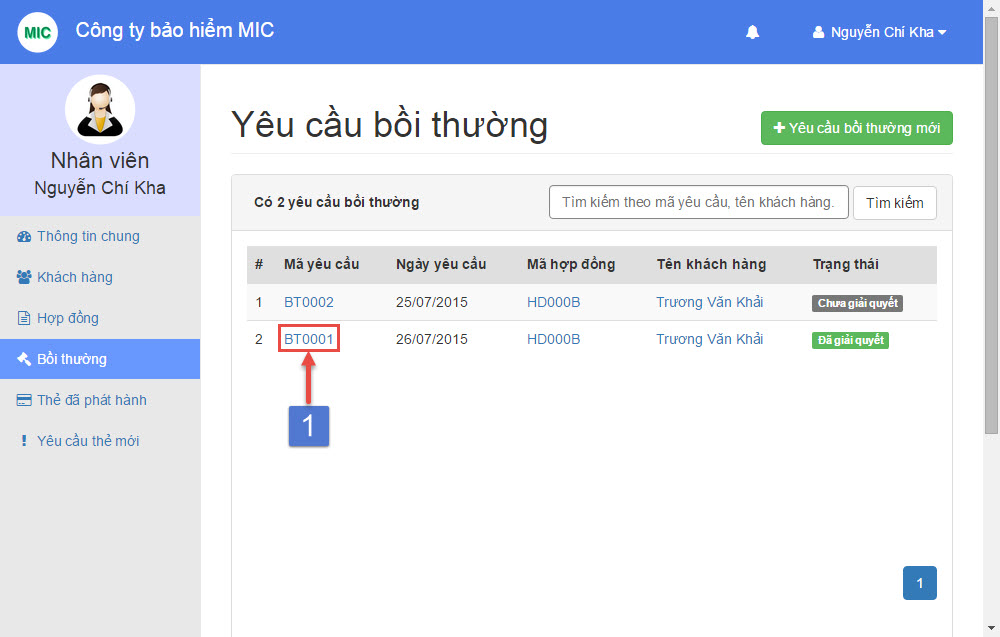 MIC
Công ty bảo hiểm MIC
Nguyễn Chí Kha
Nhân viên
Nguyễn Chí Kha
Thông tin chung
Khách hàng
Hợp đồng
Bồi thường
Thẻ đã phát hành
Yêu cầu thẻ mới
Yêu cầu bồi thường
Yêu cầu bồi thường mới
Có 2 yêu cầu bồi thường
Tìm kiếm theo mã yêu cầu, tên khách hàng.
Tìm kiếm
# Mã yêu cầu Ngày yêu cầu Mã hợp đồng Tên khách hàng Trạng thái
1 BT0002 25/07/2015 HD000B Trương Văn Khải Chưa giải quyết
2 BT0001 26/07/2015 HD000B Trương Văn Khải Đã giải quyết
1
1